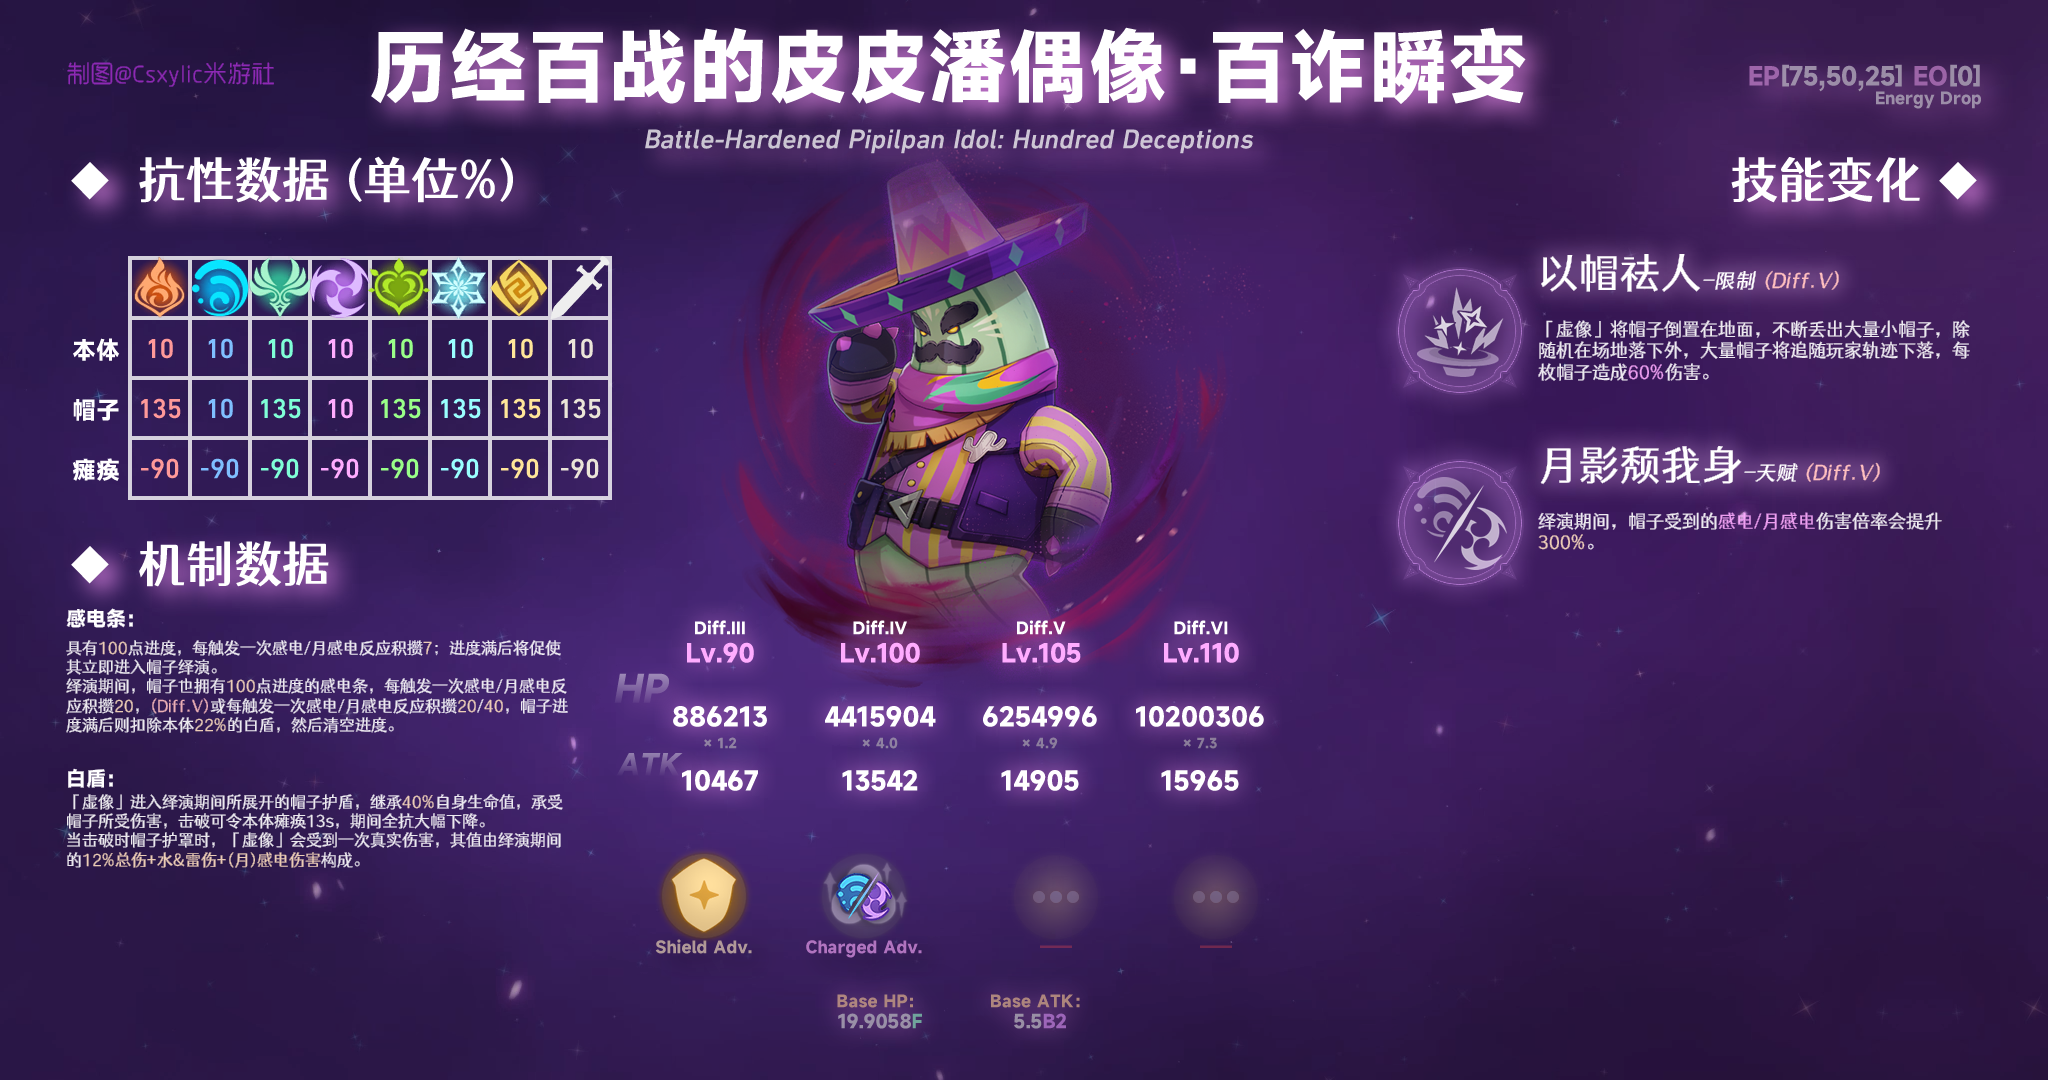 制图@Csxylic米游社
历经百战的皮皮潘偶像·百诈瞬变
Battle-Hardened Pipilpan Idol: Hundred Deceptions
EP[75,50,25] EO[0]
Energy Drop
抗性数据 (单位%)
本体 10 10 10 10 10 10 10 10
帽子 135 10 135 10 135 135 135 135
瘫痪 -90 -90 -90 -90 -90 -90 -90 -90
机制数据
感电条：
具有100点进度，每触发一次感电/月感电反应积攒7；进度满后将促使
其立即进入帽子绎演。
绎演期间，帽子也拥有100点进度的感电条，每触发一次感电/月感电反
应积攒20，(Diff.V)或每触发一次感电/月感电反应积攒20/40，帽子进
度满后则扣除本体22%的白盾，然后清空进度。
白盾：
「虚像」进入绎演期间所展开的帽子护盾，继承40%自身生命值，承受
帽子所受伤害，击破可令本体瘫痪13s，期间全抗大幅下降。
当击破时帽子护罩时，「虚像」会受到一次真实伤害，其值由绎演期间
的12%总伤+水&雷伤+(月)感电伤害构成。
Diff.III Diff.IV Diff.V Diff.VI
Lv.90 Lv.100 Lv.105 Lv.110
HP
886213 4415904 6254996 10200306
× 1.2 × 4.0 × 4.9 × 7.3
ATK
10467 13542 14905 15965
Shield Adv. Charged Adv.
Base HP: Base ATK:
19.9058F 5.5B2
技能变化
以帽祛人–限制 (Diff.V)
「虚像」将帽子倒置在地面，不断丢出大量小帽子，除
随机在场地落下外，大量帽子将追随玩家轨迹下落，每
枚帽子造成60%伤害。
月影颓我身–天赋 (Diff.V)
绎演期间，帽子受到的感电/月感电伤害倍率会提升
300%。